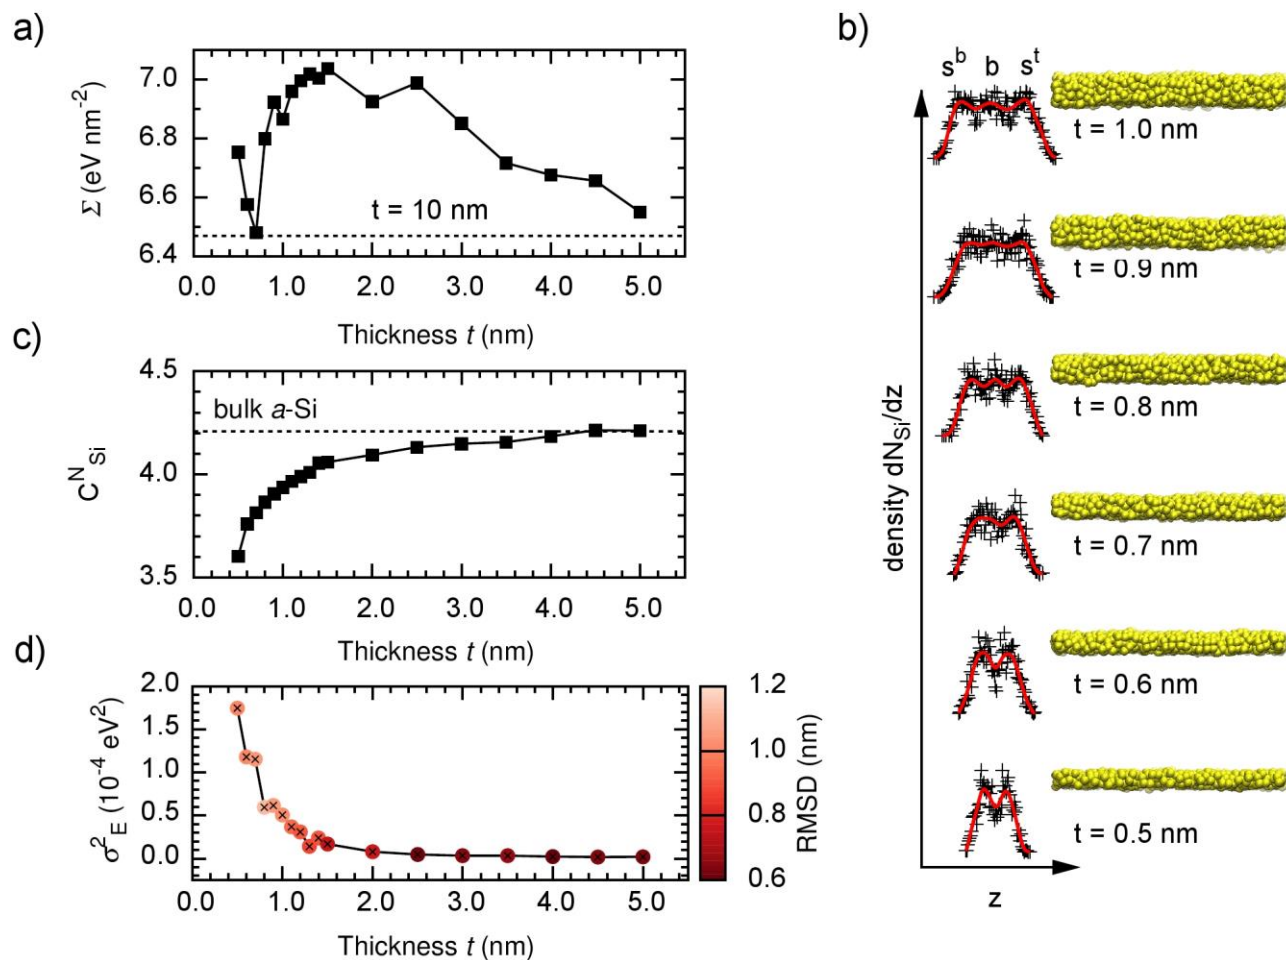 a)
Σ (eV nm⁻²)
7.0
6.8
6.6
6.4
t = 10 nm
0.0 1.0 2.0 3.0 4.0 5.0
Thickness t (nm)
c)
C^N_Si
4.5
4.0
3.5
bulk a-Si
0.0 1.0 2.0 3.0 4.0 5.0
Thickness t (nm)
d)
σ²_E (10⁻⁴ eV²)
2.0
1.5
1.0
0.5
0.0
0.0 1.0 2.0 3.0 4.0 5.0
Thickness t (nm)
1.2
1.0
0.8
0.6
RMSD (nm)
b)
s^b b s^t
t = 1.0 nm
t = 0.9 nm
t = 0.8 nm
t = 0.7 nm
t = 0.6 nm
t = 0.5 nm
density dN_Si/dz
z